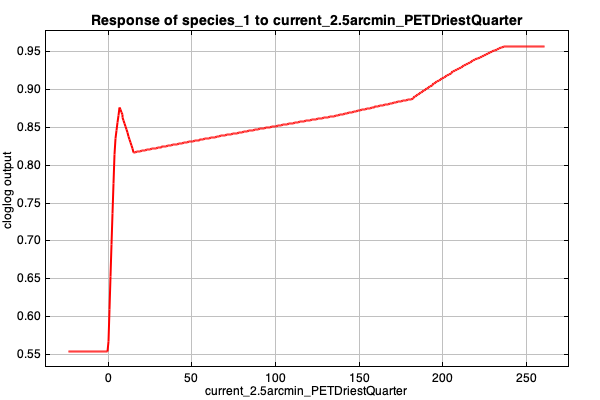 Response of species_1 to current_2.5arcmin_PETDriestQuarter
cloglog output
0.95
0.90
0.85
0.80
0.75
0.70
0.65
0.60
0.55
0 50 100 150 200 250
current_2.5arcmin_PETDriestQuarter